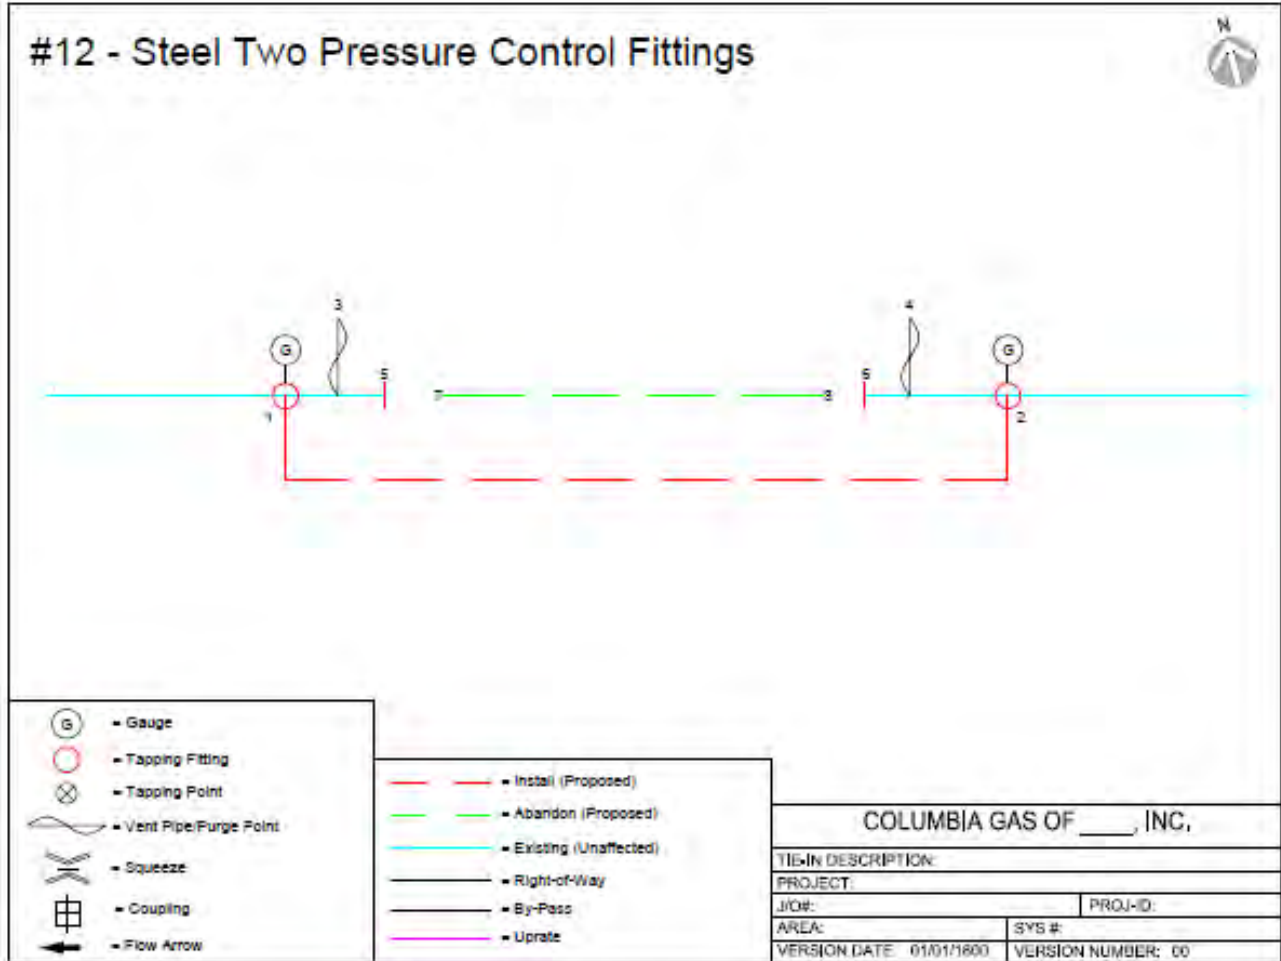 #12 - Steel Two Pressure Control Fittings
N
3
4
G
G
5
6
7
8
1
2
G = Gauge
= Tapping Fitting
= Tapping Point
= Vent Pipe/Purge Point
= Squeeze
= Coupling
= Flow Arrow
= Install (Proposed)
= Abandon (Proposed)
= Existing (Unaffected)
= Right-of-Way
= By-Pass
= Uprate
COLUMBIA GAS OF ____, INC.
TIE-IN DESCRIPTION:
PROJECT:
J/O#: PROJ-ID:
AREA: SYS #:
VERSION DATE 01/01/1600 VERSION NUMBER: 00